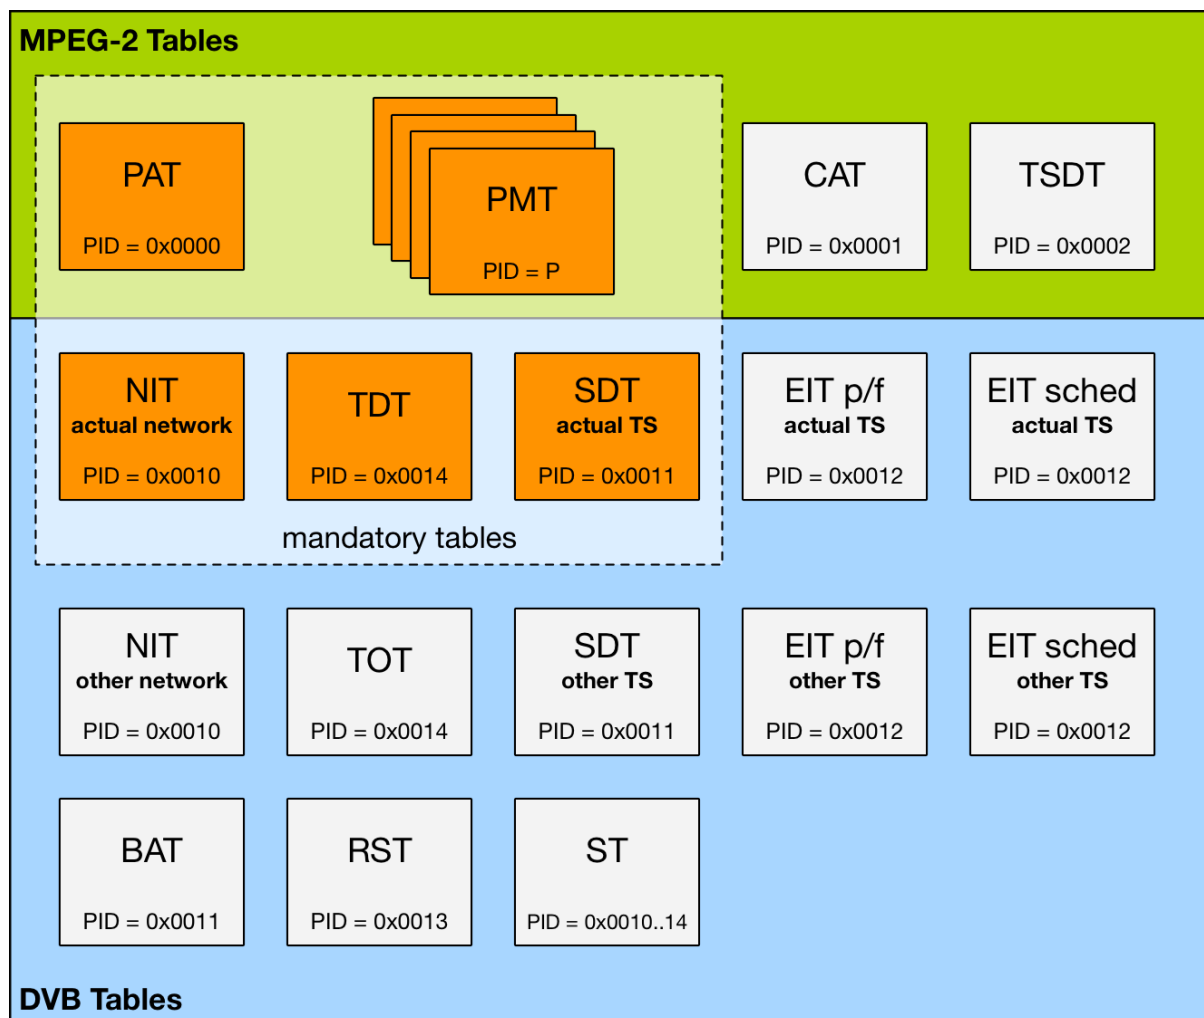 MPEG-2 Tables
PAT
PID = 0x0000
PMT
PID = P
CAT
PID = 0x0001
TSDT
PID = 0x0002
NIT
actual network
PID = 0x0010
TDT
PID = 0x0014
SDT
actual TS
PID = 0x0011
EIT p/f
actual TS
PID = 0x0012
EIT sched
actual TS
PID = 0x0012
mandatory tables
NIT
other network
PID = 0x0010
TOT
PID = 0x0014
SDT
other TS
PID = 0x0011
EIT p/f
other TS
PID = 0x0012
EIT sched
other TS
PID = 0x0012
BAT
PID = 0x0011
RST
PID = 0x0013
ST
PID = 0x0010..14
DVB Tables